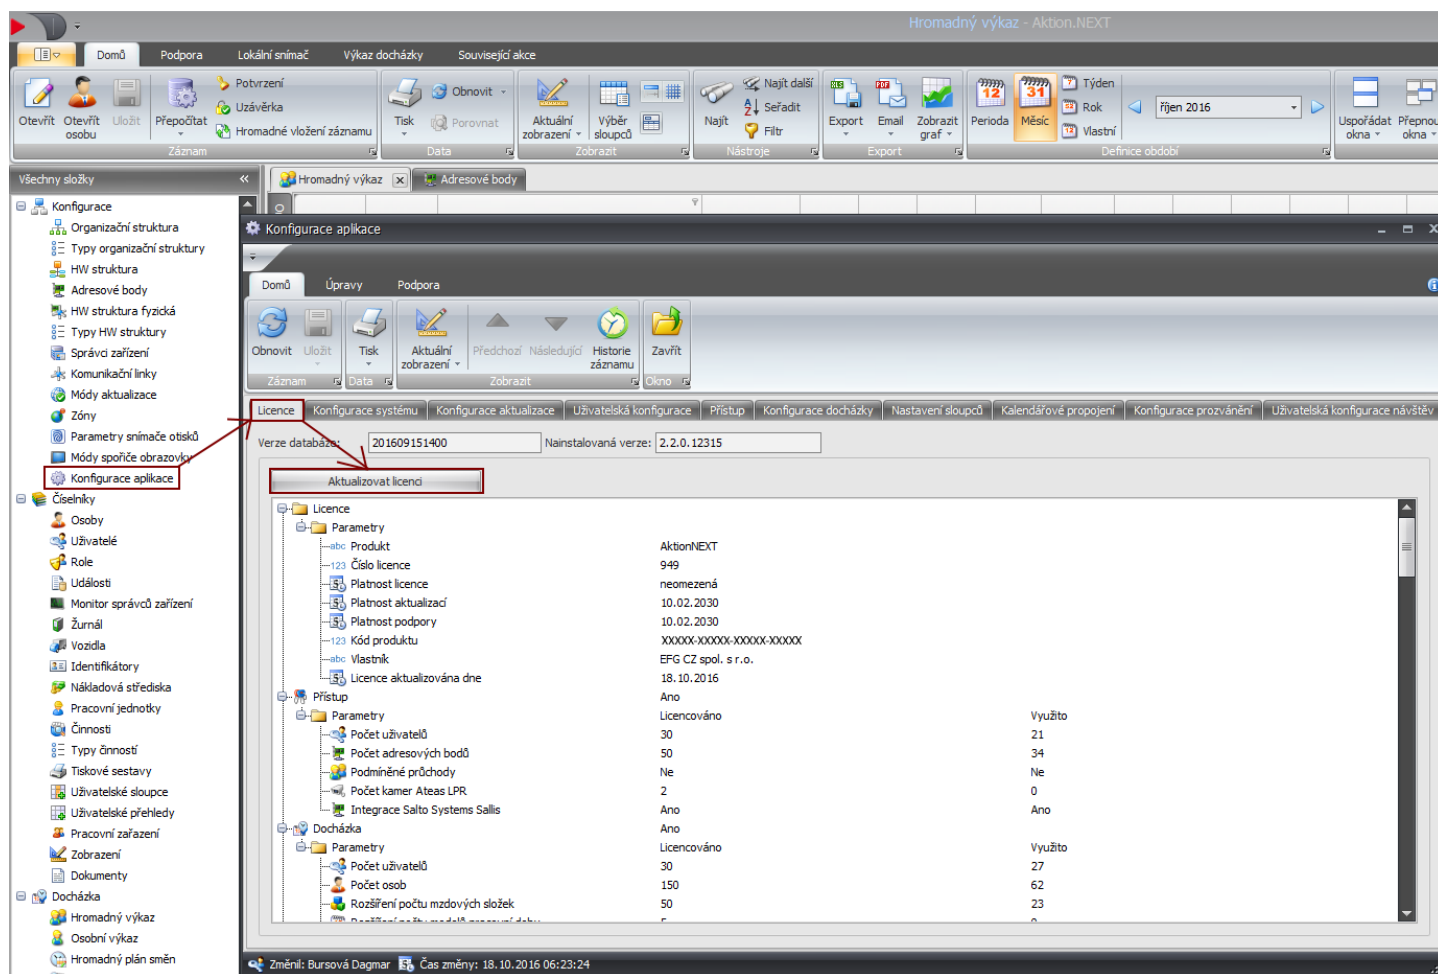 Hromadný výkaz - Aktion.NEXT
Domů Podpora Lokální snímač Výkaz docházky Související akce
Otevřít Otevřít osobu Uložit Přepočítat Potvrzení Uzávěrka Hromadné vložení záznamu
Tisk Obnovit Porovnat
Aktuální zobrazení Výběr sloupců
Najít Najít další Seřadit Filtr
Export Email Zobrazit graf
Perioda Měsíc Týden Rok Vlastní říjen 2016
Uspořádat okna Přepnou okna
Záznam Data Zobrazit Nástroje Export Definice období
Všechny složky
Hromadný výkaz Adresové body
Konfigurace
Organizační struktura
Typy organizační struktury
HW struktura
Adresové body
HW struktura fyzická
Typy HW struktury
Správci zařízení
Komunikační linky
Módy aktualizace
Zóny
Parametry snímače otisků
Módy spořiče obrazovky
Konfigurace aplikace
Číselníky
Osoby
Uživatelé
Role
Události
Monitor správců zařízení
Žurnál
Vozidla
Identifikátory
Nákladová střediska
Pracovní jednotky
Činnosti
Typy činností
Tiskové sestavy
Uživatelské sloupce
Uživatelské přehledy
Pracovní zařazení
Zobrazení
Dokumenty
Docházka
Hromadný výkaz
Osobní výkaz
Hromadný plán směn
Konfigurace aplikace
Domů Úpravy Podpora
Obnovit Uložit Tisk Aktuální zobrazení Předchozí Následující Historie záznamu Zavřít
Záznam Data Zobrazit Okno
Licence Konfigurace systému Konfigurace aktualizace Uživatelská konfigurace Přístup Konfigurace docházky Nastavení sloupců Kalendářové propojení Konfigurace prozvánění Uživatelská konfigurace návštěv
Verze databáze: 201609151400 Nainstalovaná verze: 2.2.0.12315
Aktualizovat licenci
Licence
Parametry
abc Produkt AktionNEXT
123 Číslo licence 949
Platnost licence neomezená
Platnost aktualizací 10.02.2030
Platnost podpory 10.02.2030
123 Kód produktu XXXXX-XXXXX-XXXXX-XXXXX
abc Vlastník EFG CZ spol. s r.o.
Licence aktualizována dne 18.10.2016
Přístup Ano
Parametry Licencováno Využito
Počet uživatelů 30 21
Počet adresových bodů 50 34
Podmíněné průchody Ne Ne
Počet kamer Ateas LPR 2 0
Integrace Salto Systems Sallis Ano Ano
Docházka Ano
Parametry Licencováno Využito
Počet uživatelů 30 27
Počet osob 150 62
Rozšíření počtu mzdových složek 50 23
Změnil: Bursová Dagmar Čas změny: 18.10.2016 06:23:24